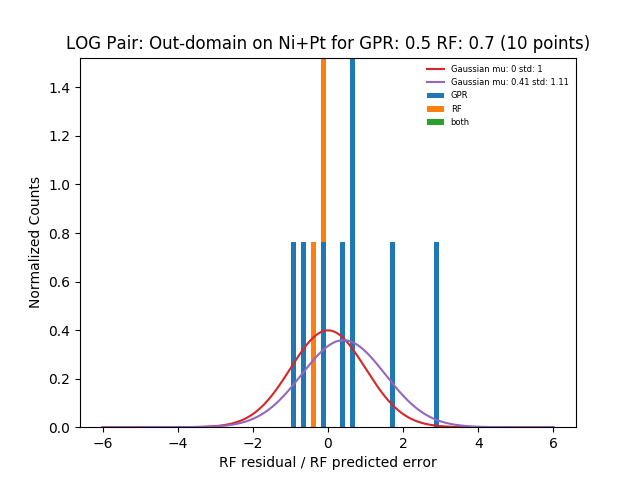 LOG Pair: Out-domain on Ni+Pt for GPR: 0.5 RF: 0.7 (10 points)
Gaussian mu: 0 std: 1
Gaussian mu: 0.41 std: 1.11
GPR
RF
both
Normalized Counts
1.4
1.2
1.0
0.8
0.6
0.4
0.2
0.0
−6 −4 −2 0 2 4 6
RF residual / RF predicted error